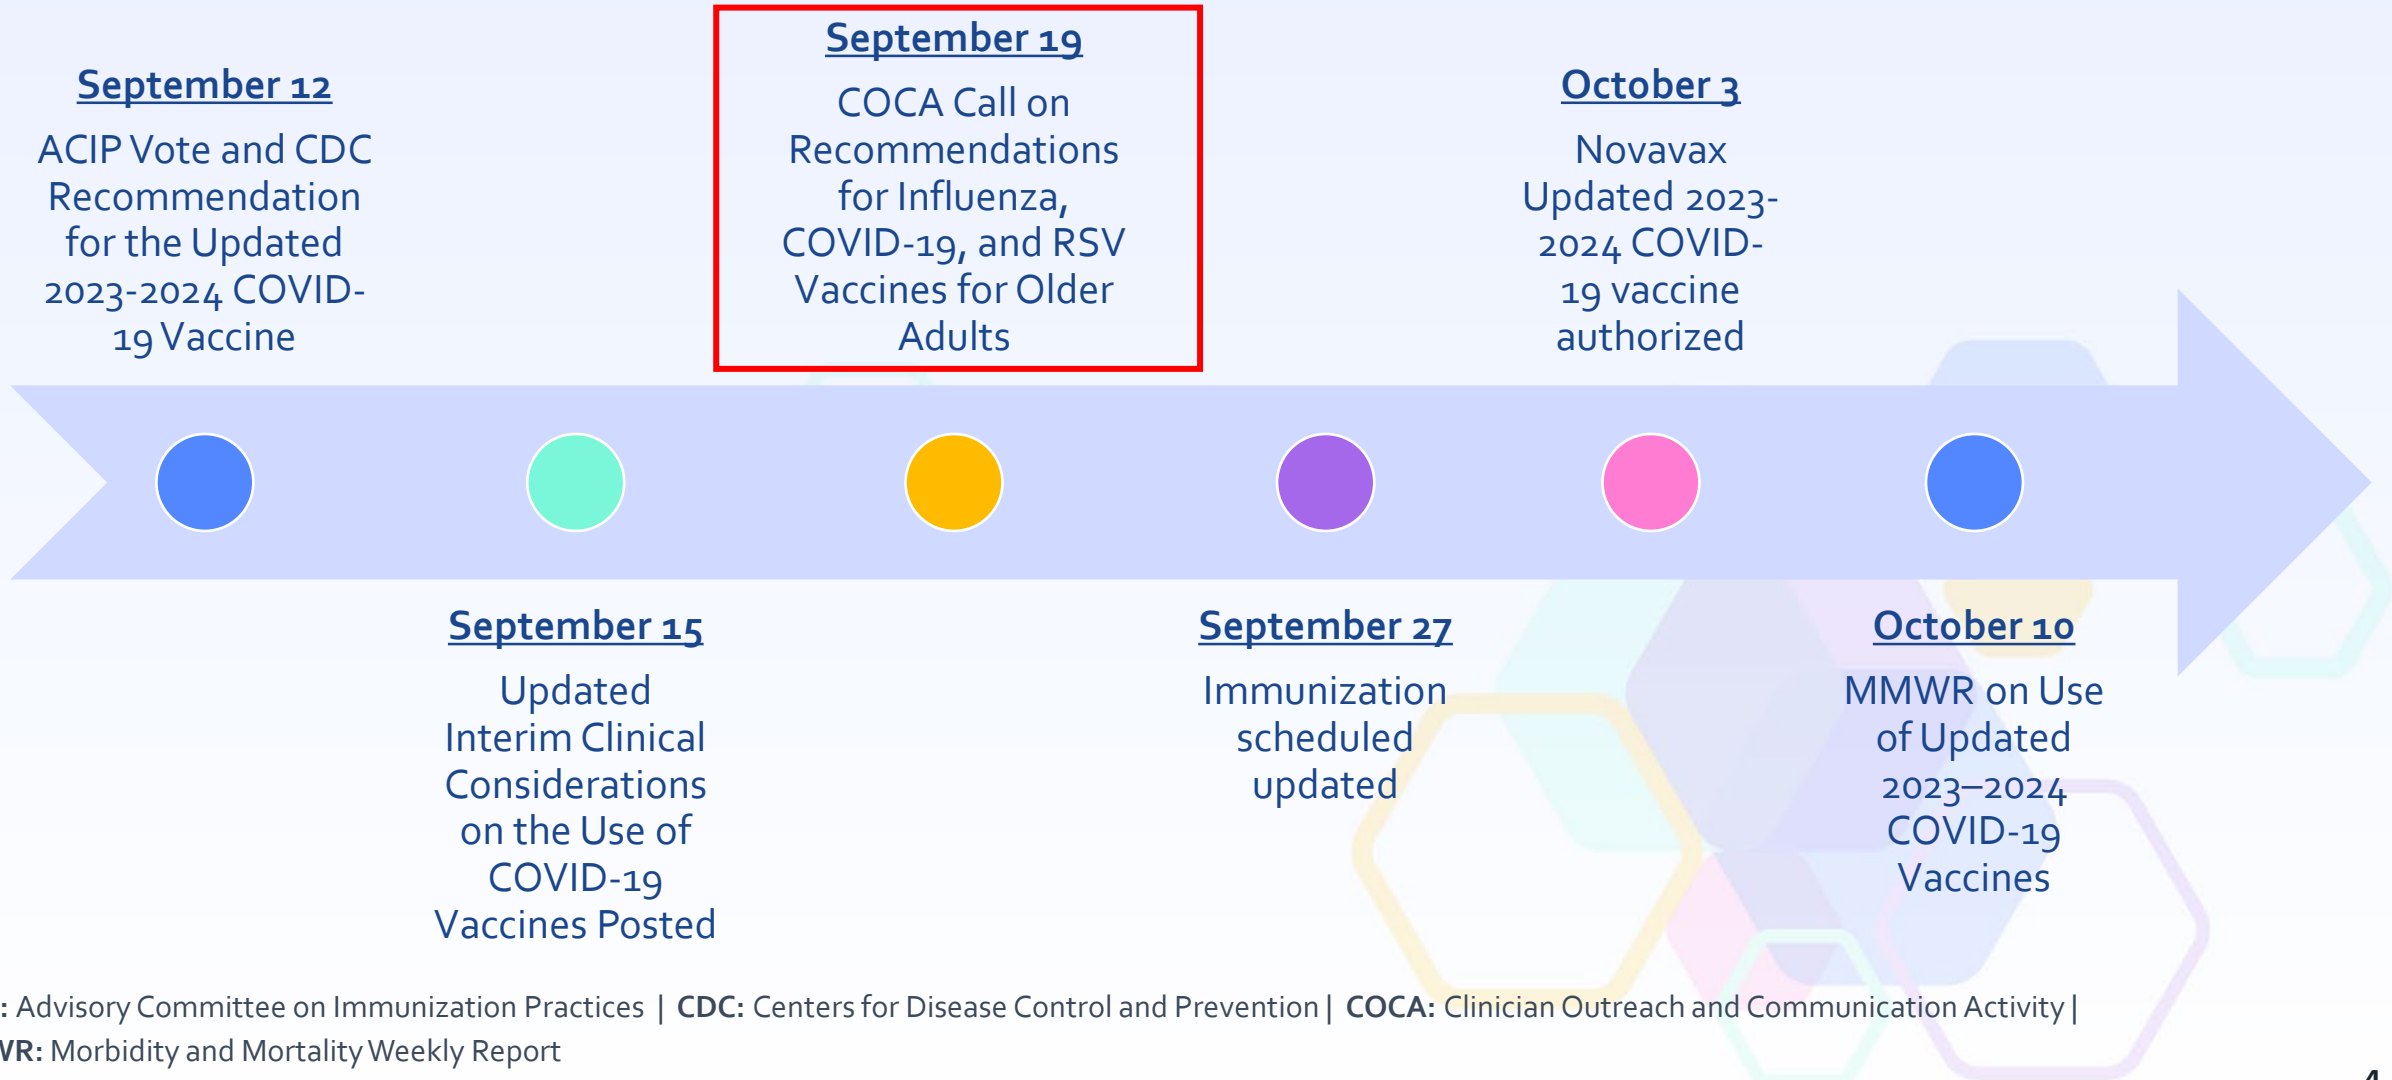 September 12
ACIP Vote and CDC
Recommendation
for the Updated
2023-2024 COVID-
19 Vaccine
September 15
Updated
Interim Clinical
Considerations
on the Use of
COVID-19
Vaccines Posted
September 19
COCA Call on
Recommendations
for Influenza,
COVID-19, and RSV
Vaccines for Older
Adults
September 27
Immunization
scheduled
updated
October 3
Novavax
Updated 2023-
2024 COVID-
19 vaccine
authorized
October 10
MMWR on Use
of Updated
2023–2024
COVID-19
Vaccines
: Advisory Committee on Immunization Practices | CDC: Centers for Disease Control and Prevention | COCA: Clinician Outreach and Communication Activity |
WR: Morbidity and Mortality Weekly Report